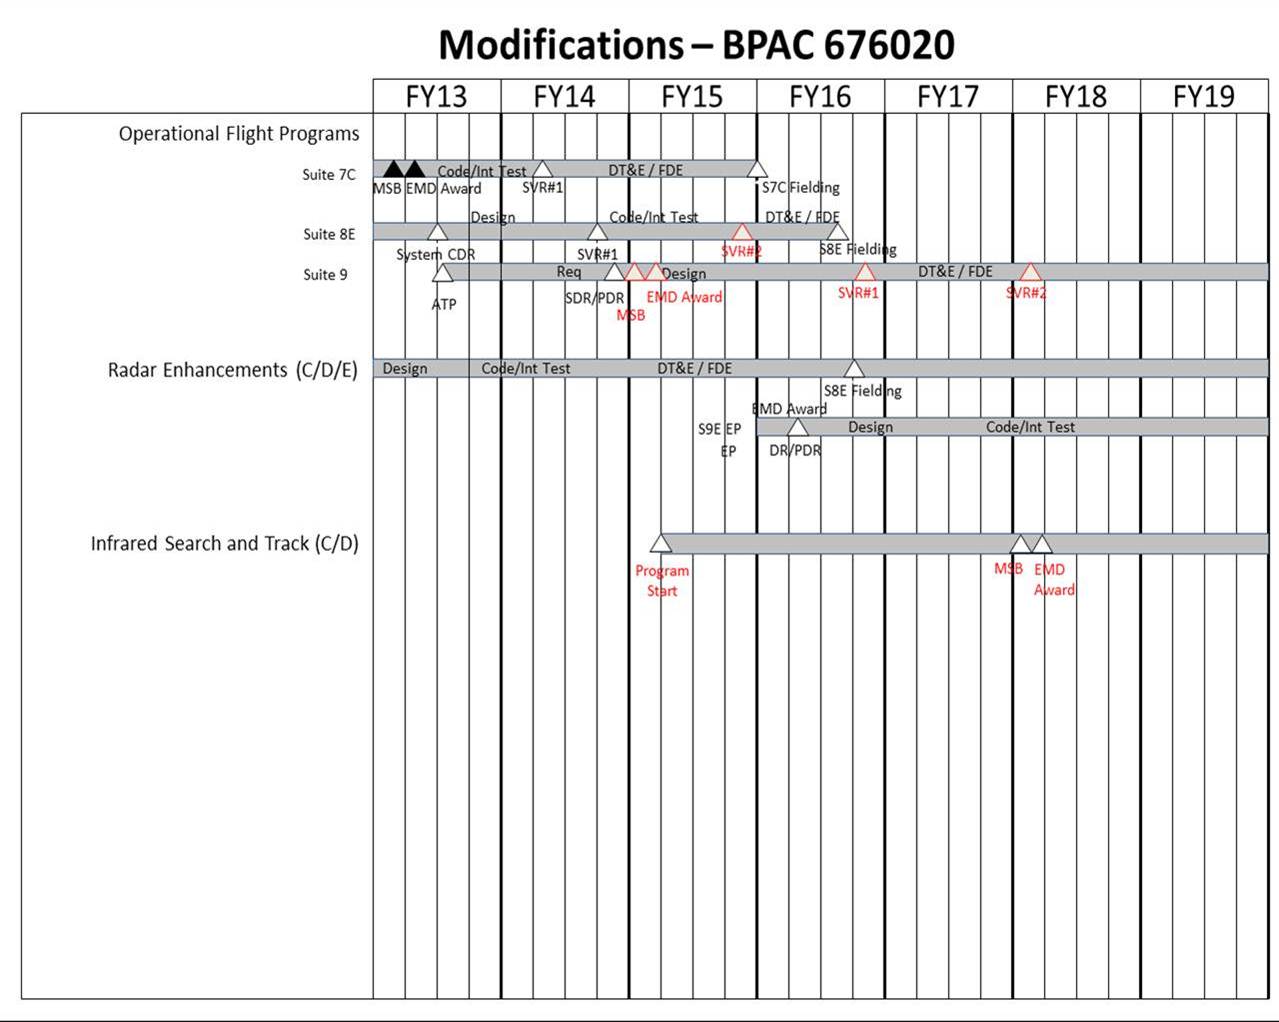 Modifications – BPAC 676020
FY13 FY14 FY15 FY16 FY17 FY18 FY19
Operational Flight Programs
Suite 7C Code/Int Test DT&E / FDE
MSB EMD Award SVR#1 S7C Fielding
Design Code/Int Test DT&E / FDE
Suite 8E
System CDR SVR#1 SVR#2 S8E Fielding
Suite 9 Req Design DT&E / FDE
ATP SDR/PDR EMD Award SVR#1 SVR#2
MSB
Radar Enhancements (C/D/E) Design Code/Int Test DT&E / FDE
S8E Fielding
EMD Award
S9E EP Design Code/Int Test
EP DR/PDR
Infrared Search and Track (C/D)
Program MSB EMD
Start Award